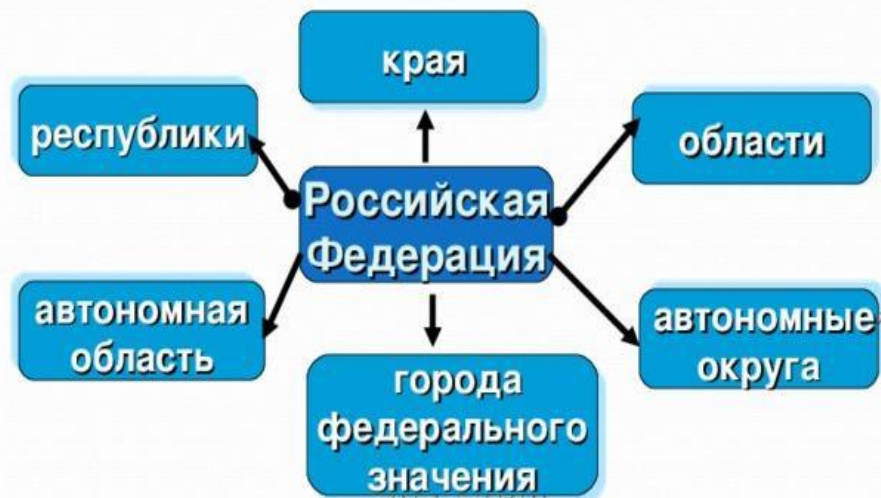 края
республики
области
Российская
Федерация
автономная
область
автономные
округа
города
федерального
значения